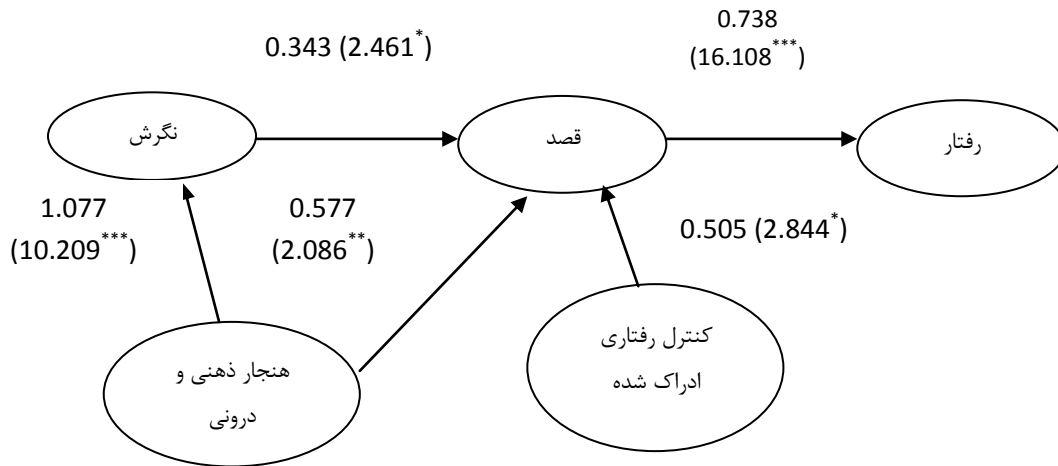 0.738
(16.108***)
0.343 (2.461*)
نگرش
قصد
رفتار
1.077
(10.209***)
0.577
(2.086**)
0.505 (2.844*)
هنجار ذهنی و
درونی
کنترل رفتاری
ادراک شده